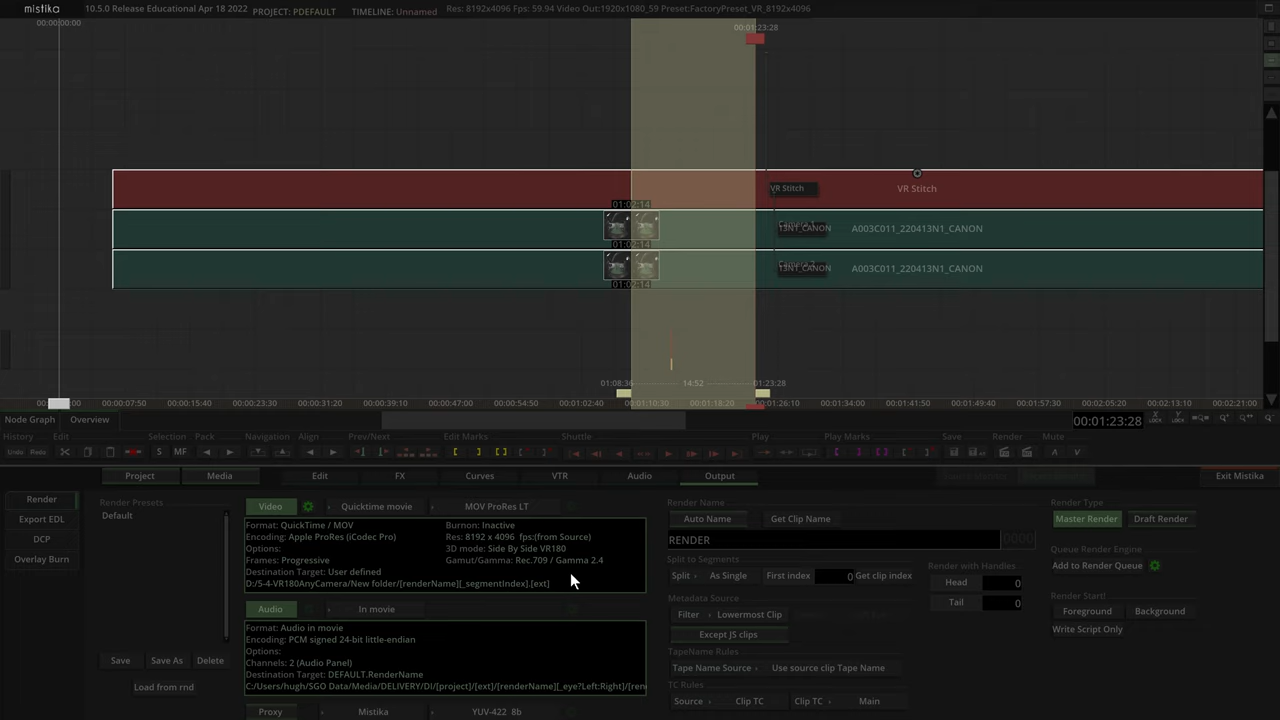 mistika 10.5.0 Release Educational Apr 18 2022 PROJECT: PDEFAULT TIMELINE: Unnamed Res: 8192x4096 Fps: 59.94 Video Out:1920x1080_59 Preset:FactoryPreset_VR_8192x4096
00:00:00:00
00:01:23:28
VR Stitch VR Stitch
01:02:14
13N1_CANON A003C011_220413N1_CANON
01:02:14
13N1_CANON A003C011_220413N1_CANON
01:02:14
01:08:36 14:52 01:23:28
00:00:07:50 00:00:15:40 00:00:23:30 00:00:31:20 00:00:39:10 00:00:47:00 00:00:54:50 00:01:02:40 00:01:10:30 00:01:18:20 00:01:26:10 00:01:34:00 00:01:41:50 00:01:49:40 00:01:57:30 00:02:05:20 00:02:13:10 00:02:21:00
Node Graph Overview 00:01:23:28 X LOCK Y LOCK
History Edit Selection Pack Navigation Align Prev/Next Edit Marks Shuttle Play Play Marks Save Render Mute
Undo Redo S MF A V
Project Media Edit FX Curves VTR Audio Output Exit Mistika
Render Render Presets Video Quicktime movie MOV ProRes LT Render Name Render Type
Export EDL Default Auto Name Get Clip Name Master Render Draft Render
DCP
Overlay Burn
Format: QuickTime / MOV Burnon: Inactive
Encoding: Apple ProRes (iCodec Pro) Res: 8192 x 4096 fps:(from Source)
Options: 3D mode: Side By Side VR180
Frames: Progressive Gamut/Gamma: Rec.709 / Gamma 2.4
Destination Target: User defined
D:/5-4-VR180AnyCamera/New folder/[renderName][_segmentIndex].[ext]
RENDER 0000
Split to Segments
Split As Single First index 0 Get clip index
Metadata Source
Filter Lowermost Clip
Except JS clips
TapeName Rules
Tape Name Source Use source clip Tape Name
TC Rules
Source Clip TC Clip TC Main
Render with Handles
Head 0
Tail 0
Queue Render Engine
Add to Render Queue
Render Start!
Foreground Background
Write Script Only
Audio In movie
Format: Audio in movie
Encoding: PCM signed 24-bit little-endian
Options:
Channels: 2 (Audio Panel)
Destination Target: DEFAULT.RenderName
C:/Users/hugh/SGO Data/Media/DELIVERY/DI/[project]/[ext]/[renderName][_eye?Left:Right]/[ren
Save Save As Delete
Load from rnd
Proxy Mistika YUV-422 8b